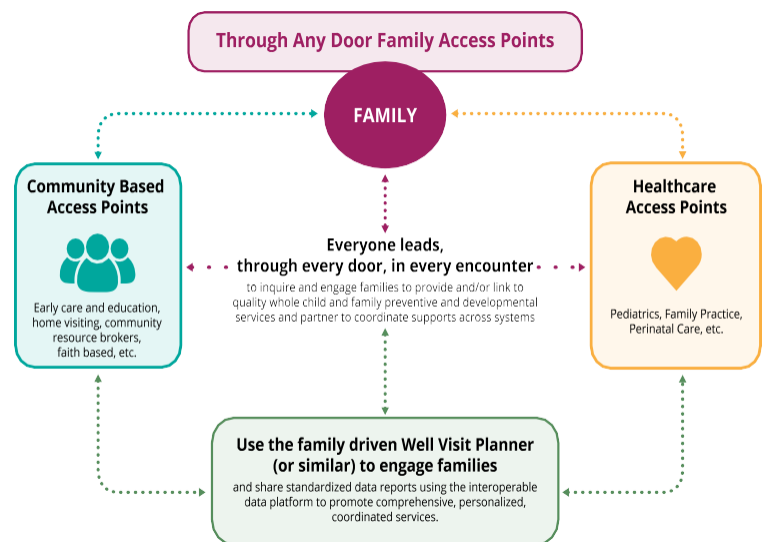 Through Any Door Family Access Points
FAMILY
Community Based
Access Points
Early care and education,
home visiting, community
resource brokers,
faith based, etc.
Everyone leads,
through every door, in every encounter
to inquire and engage families to provide and/or link to
quality whole child and family preventive and developmental
services and partner to coordinate supports across systems
Healthcare
Access Points
Pediatrics, Family Practice,
Perinatal Care, etc.
Use the family driven Well Visit Planner
(or similar) to engage families
and share standardized data reports using the interoperable
data platform to promote comprehensive, personalized,
coordinated services.